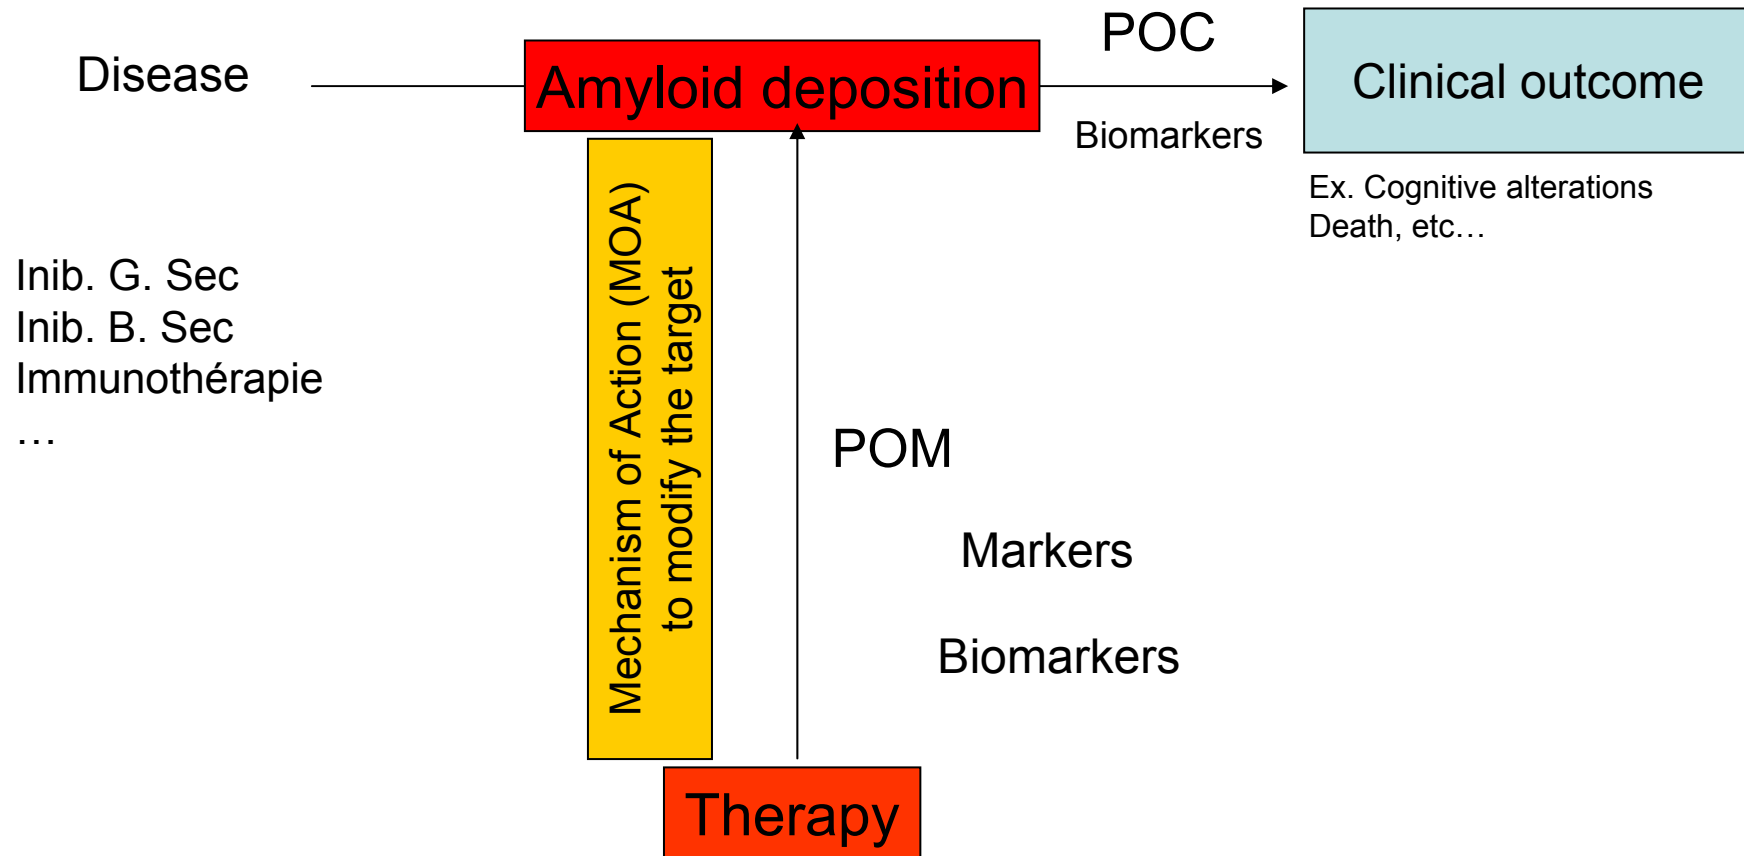 Disease
Amyloid deposition
POC
Biomarkers
Clinical outcome
Ex. Cognitive alterations
Death, etc…
Inib. G. Sec
Inib. B. Sec
Immunothérapie
…
Mechanism of Action (MOA)
to modify the target
POM
Markers
Biomarkers
Therapy